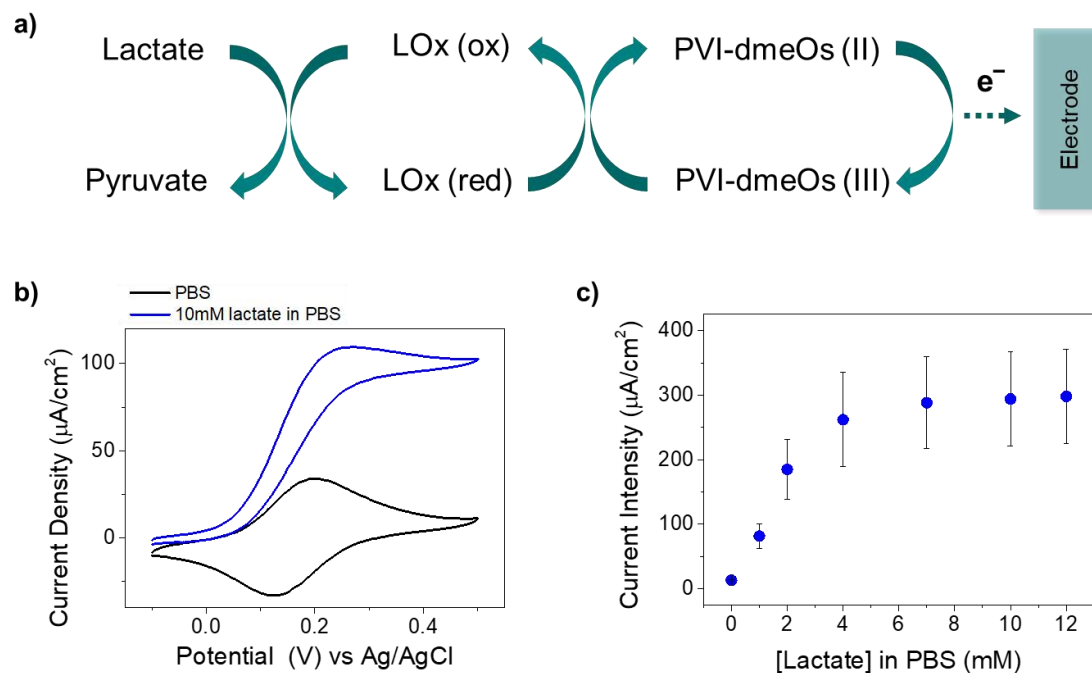 a)
Lactate LOx (ox) PVI-dmeOs (II)
e⁻
Electrode
Pyruvate LOx (red) PVI-dmeOs (III)
b)
PBS
10mM lactate in PBS
100
50
0
Current Density (μA/cm²)
0.0 0.2 0.4
Potential (V) vs Ag/AgCl
c)
400
300
200
100
0
Current Intensity (μA/cm²)
0 2 4 6 8 10 12
[Lactate] in PBS (mM)